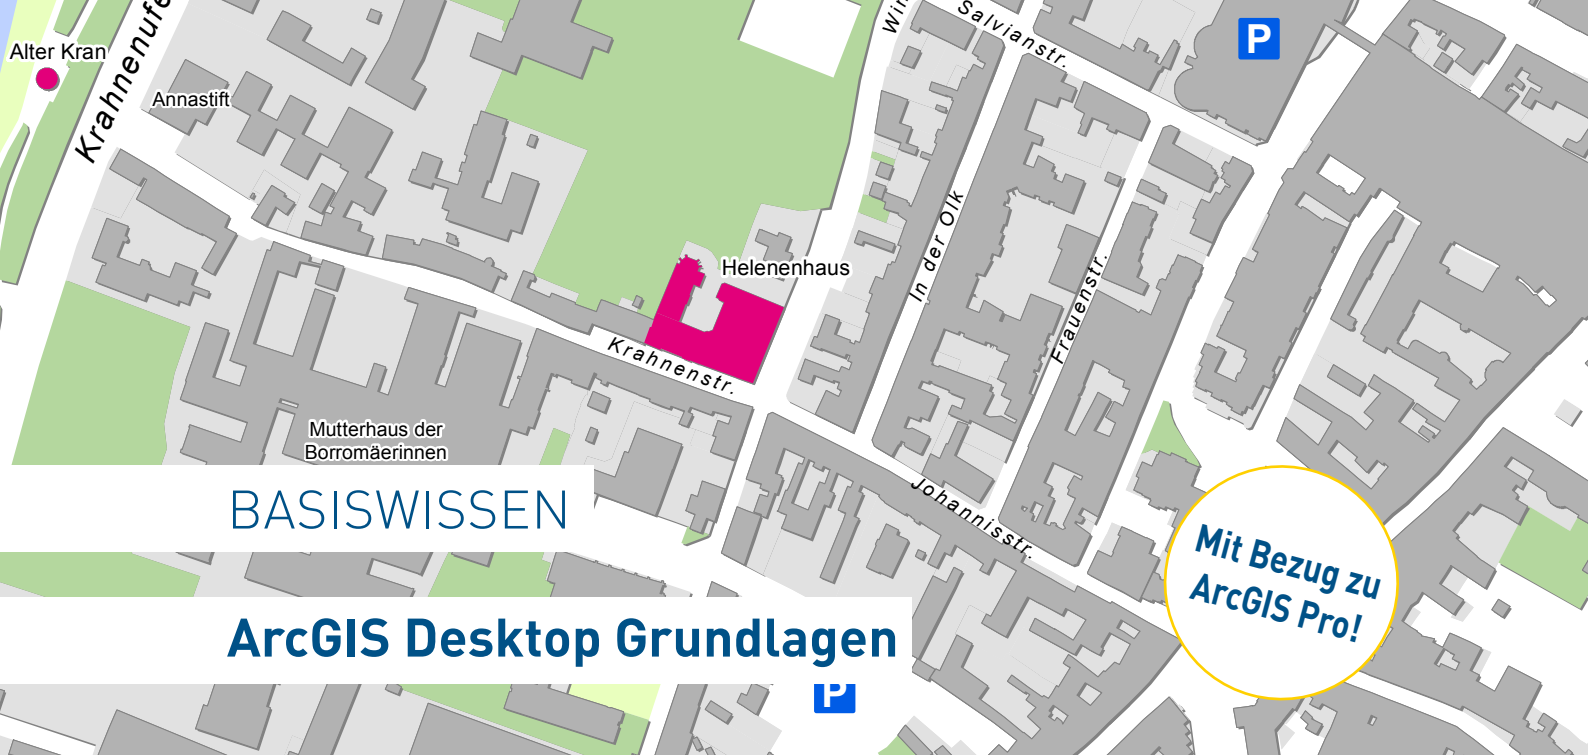 Alter Kran
Krahnenufe
Annastift
Win
Salvianstr.
P
In der Olk
Helenenhaus
Frauenstr.
Krahnenstr.
Mutterhaus der
Borromäerinnen
Johannisstr.
BASISWISSEN
Mit Bezug zu
ArcGIS Pro!
ArcGIS Desktop Grundlagen
P